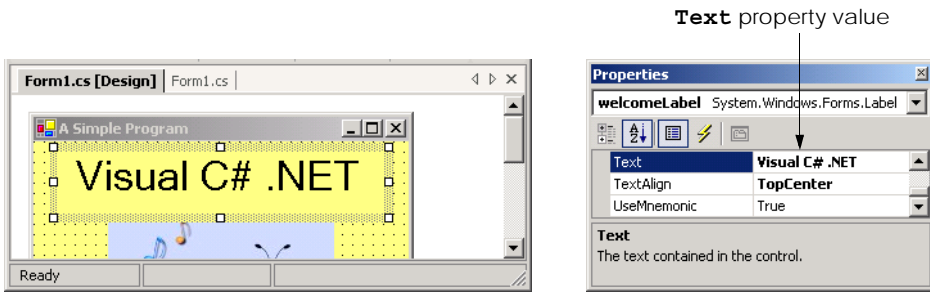 Text property value
Form1.cs [Design] Form1.cs
A Simple Program
Visual C# .NET
Ready
Properties
welcomeLabel System.Windows.Forms.Label
Text Visual C# .NET
TextAlign TopCenter
UseMnemonic True
Text
The text contained in the control.